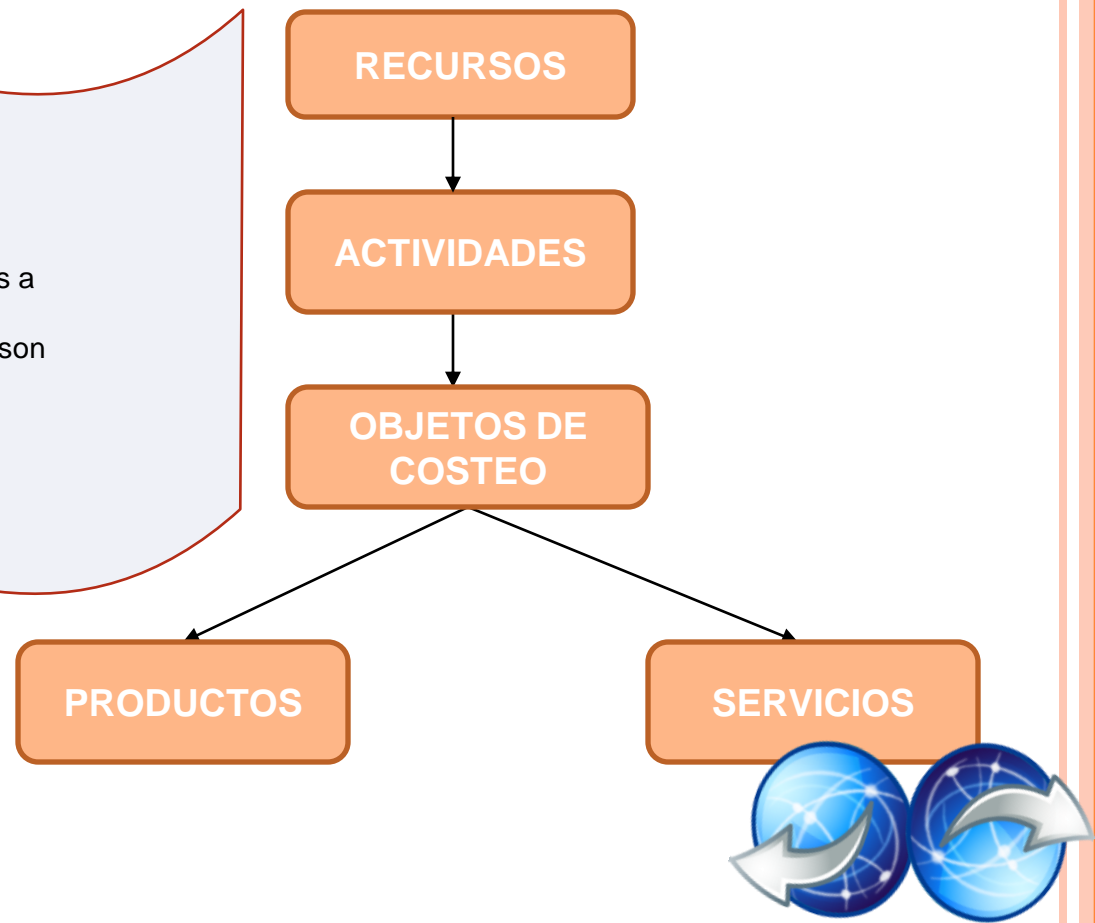 RECURSOS
ACTIVIDADES
s a
son
OBJETOS DE
COSTEO
PRODUCTOS
SERVICIOS